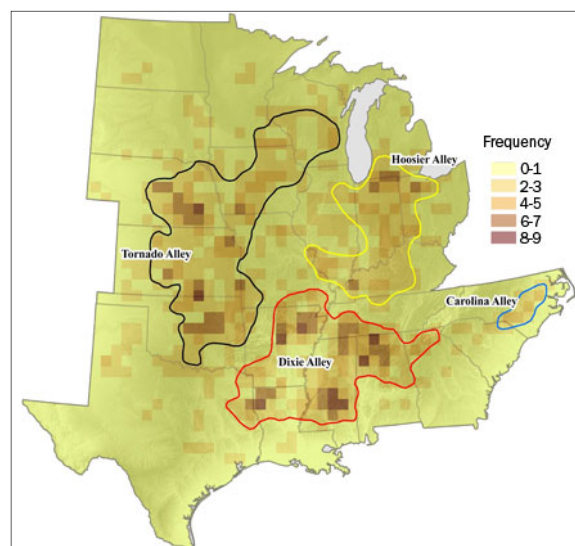 Hoosier Alley
Frequency
0-1
2-3
4-5
6-7
8-9
Tornado Alley
Carolina Alley
Dixie Alley